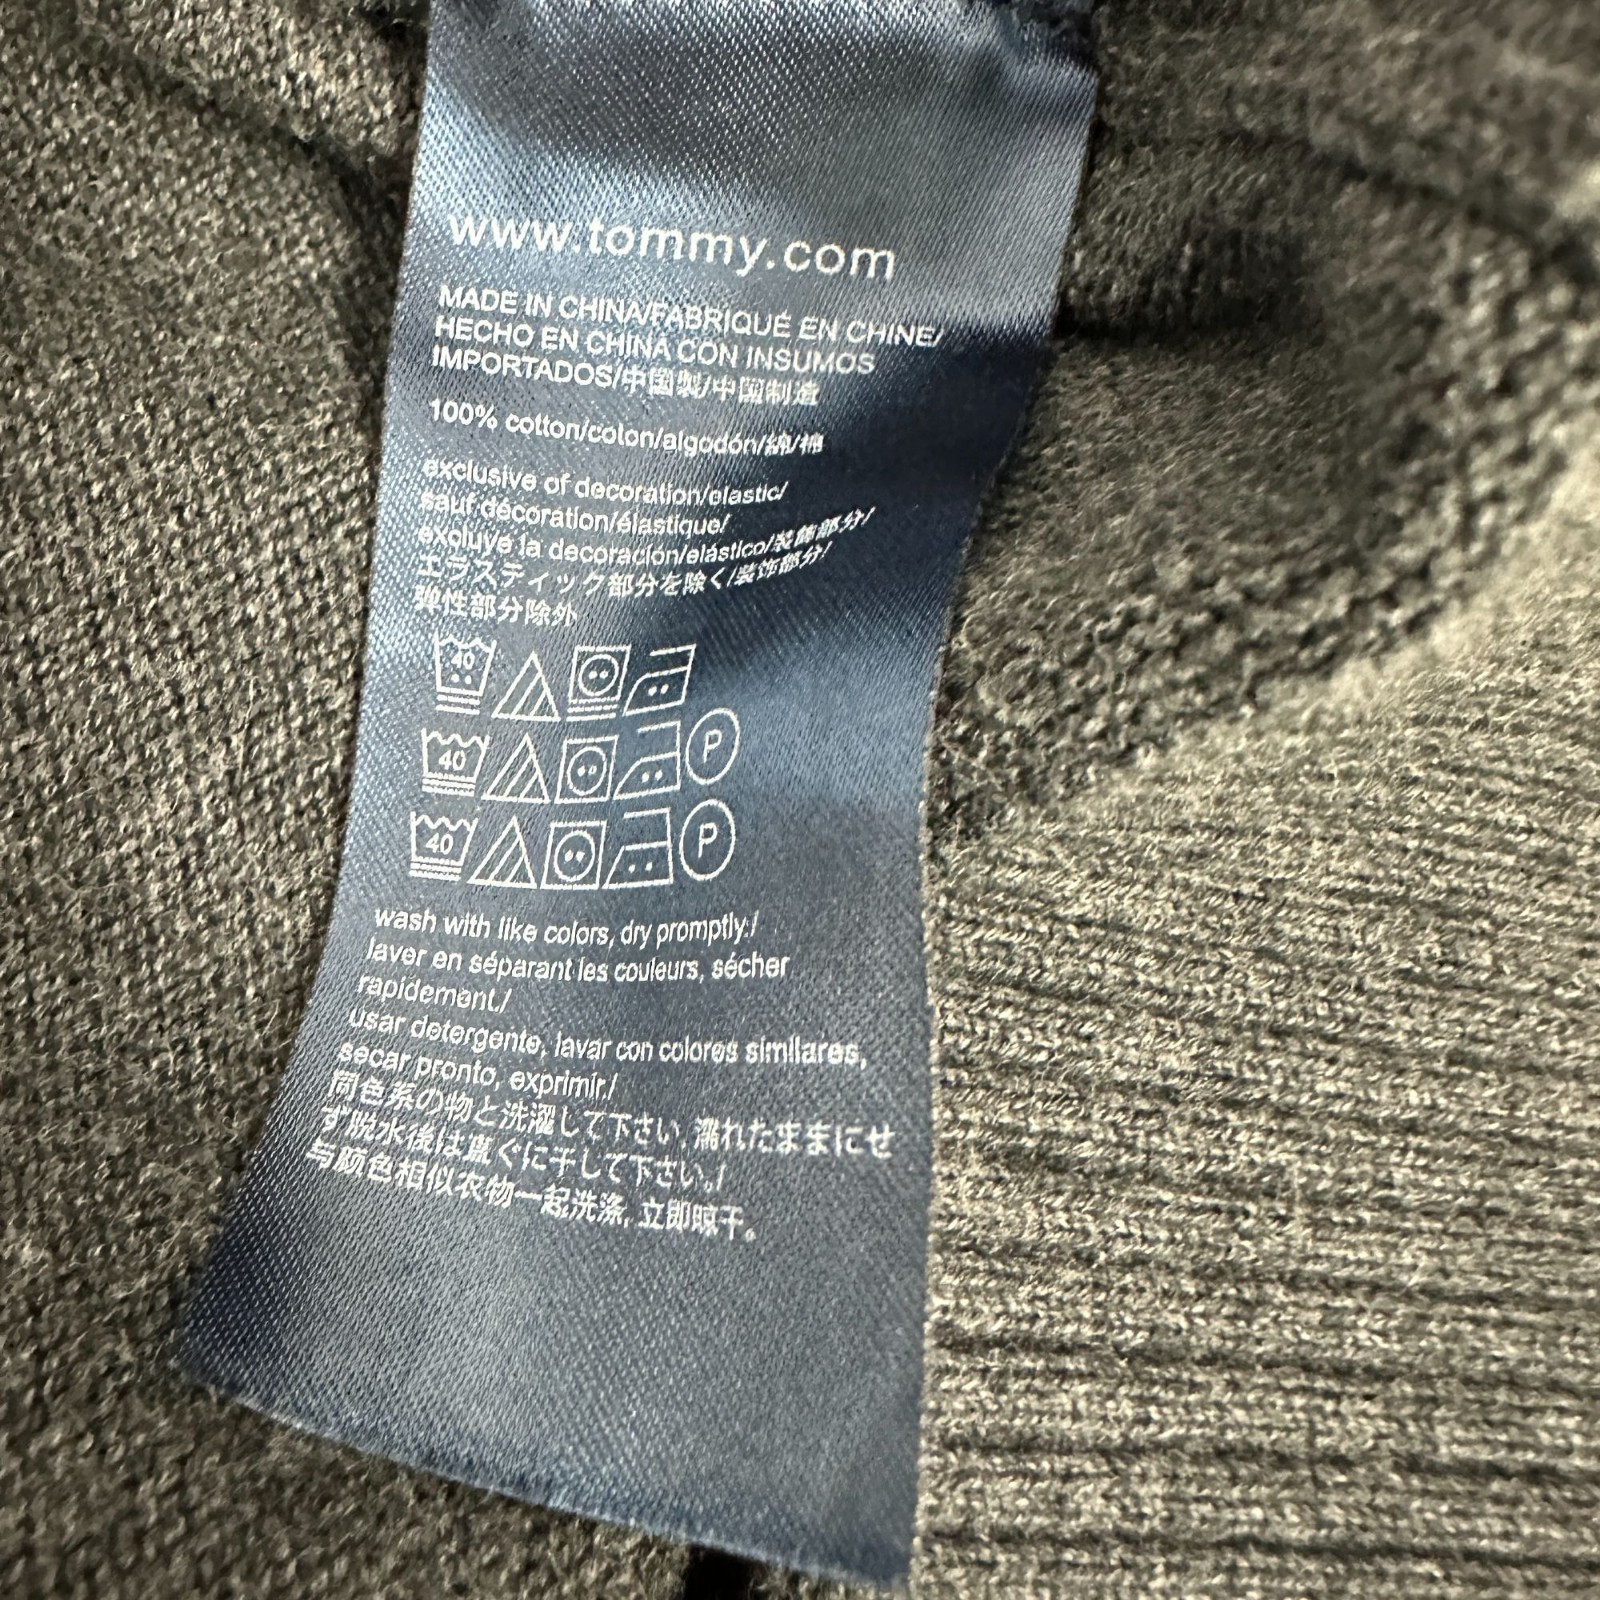 www.tommy.com
MADE IN CHINA/FABRIQUÉ EN CHINE/
HECHO EN CHINA CON INSUMOS
IMPORTADOS/中国製/中国制造
100% cotton/coton/algodón/綿/棉
exclusive of decoration/elastic/
sauf décoration/élastique/
excluye la decoración/elástico/装飾部分/
エラスティック部分を除く/装饰部分/
弹性部分除外
40
40 P
40 P
wash with like colors, dry promptly./
laver en séparant les couleurs, sécher
rapidement./
usar detergente, lavar con colores similares,
secar pronto, exprimir./
同色系の物と洗濯して下さい,濡れたままにせ
ず脱水後は直ぐに干して下さい。/
与颜色相似衣物一起洗涤, 立即晾干。